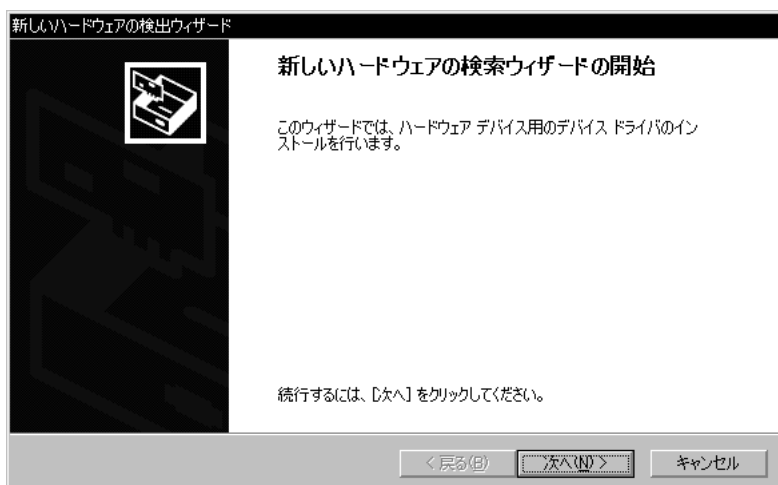 新しいハードウェアの検出ウィザード
新しいハードウェアの検索ウィザードの開始
このウィザードでは、ハードウェア デバイス用のデバイス ドライバのイン
ストールを行います。
続行するには、[次へ] をクリックしてください。
< 戻る(B)
次へ(N) >
キャンセル